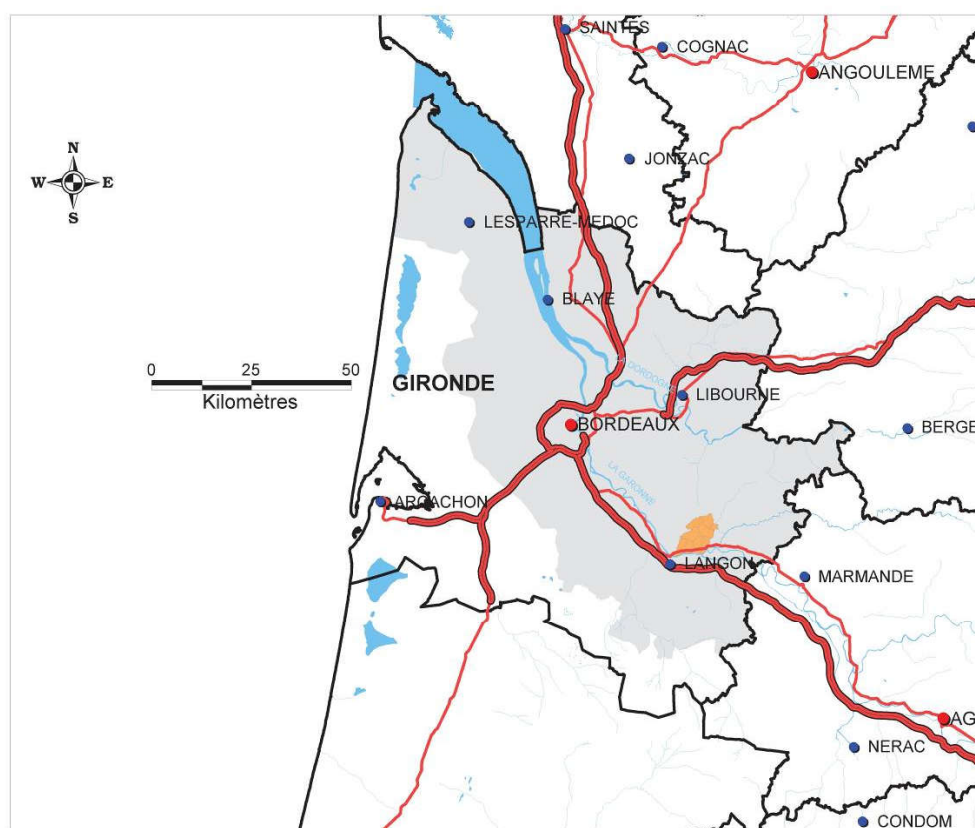 SAINTES
COGNAC
ANGOULEME
JONZAC
N
W E
S
LESPARRE-MEDOC
BLAYE
0 25 50
Kilomètres
GIRONDE
LIBOURNE
BORDEAUX
BERGE
LA GARONNE
ARCACHON
LANGON
MARMANDE
AG
NERAC
CONDOM